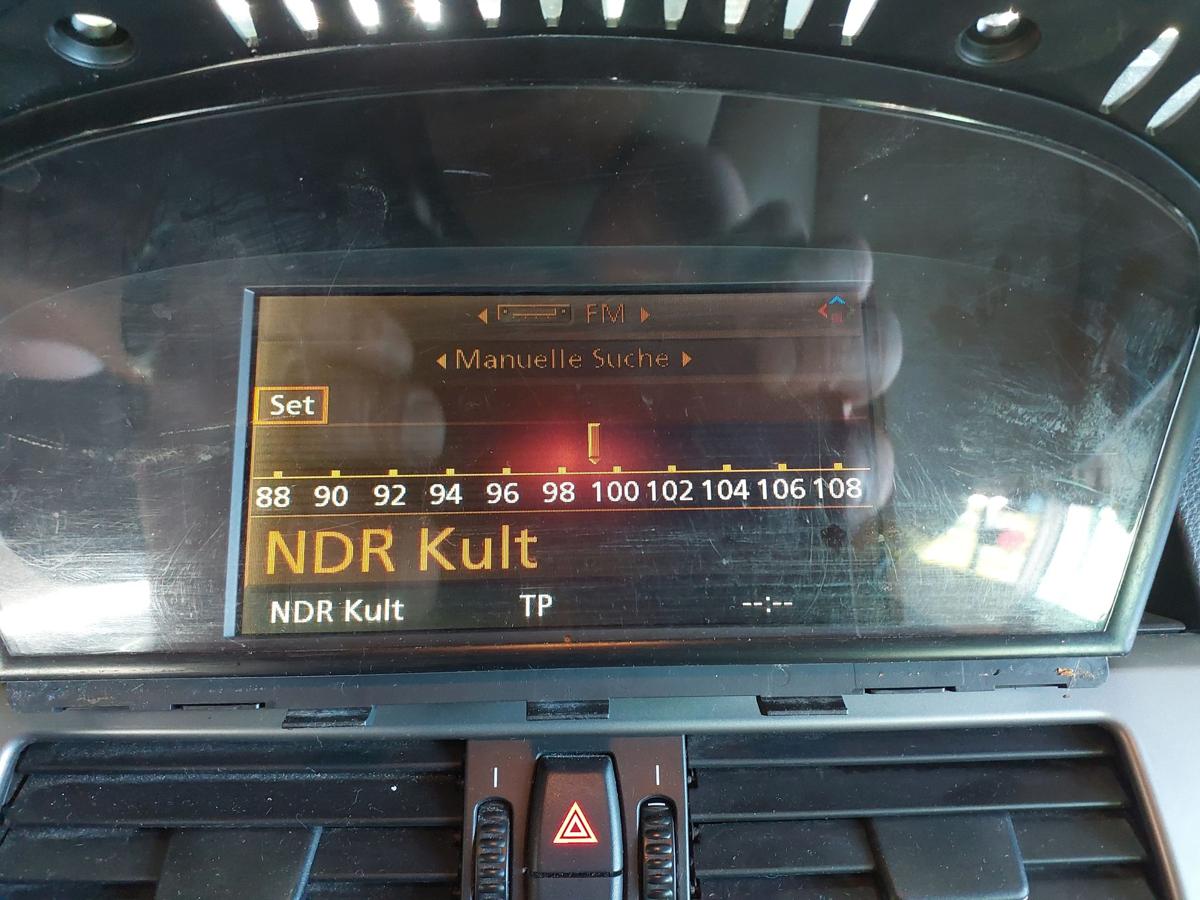 FM
Manuelle Suche
Set
88 90 92 94 96 98 100 102 104 106 108
NDR Kult
NDR Kult TP --:--